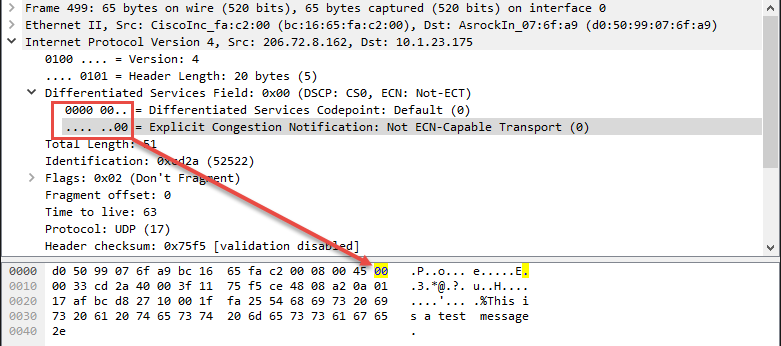 Frame 499: 65 bytes on wire (520 bits), 65 bytes captured (520 bits) on interface 0
Ethernet II, Src: CiscoInc_fa:c2:00 (bc:16:65:fa:c2:00), Dst: AsrockIn_07:6f:a9 (d0:50:99:07:6f:a9)
Internet Protocol Version 4, Src: 206.72.8.162, Dst: 10.1.23.175
0100 .... = Version: 4
.... 0101 = Header Length: 20 bytes (5)
Differentiated Services Field: 0x00 (DSCP: CS0, ECN: Not-ECT)
0000 00.. = Differentiated Services Codepoint: Default (0)
.... ..00 = Explicit Congestion Notification: Not ECN-Capable Transport (0)
Total Length: 51
Identification: 0xcd2a (52522)
Flags: 0x02 (Don't Fragment)
Fragment offset: 0
Time to live: 63
Protocol: UDP (17)
Header checksum: 0x75f5 [validation disabled]
0000 d0 50 99 07 6f a9 bc 16 65 fa c2 00 08 00 45 00 .P..o... e.....E.
0010 00 33 cd 2a 40 00 3f 11 75 f5 ce 48 08 a2 0a 01 .3.*@.?. u..H....
0020 17 af bc d8 27 10 00 1f fa 25 54 68 69 73 20 69 ....'... .%This i
0030 73 20 61 20 74 65 73 74 20 6d 65 73 73 61 67 65 s a test message
0040 2e .